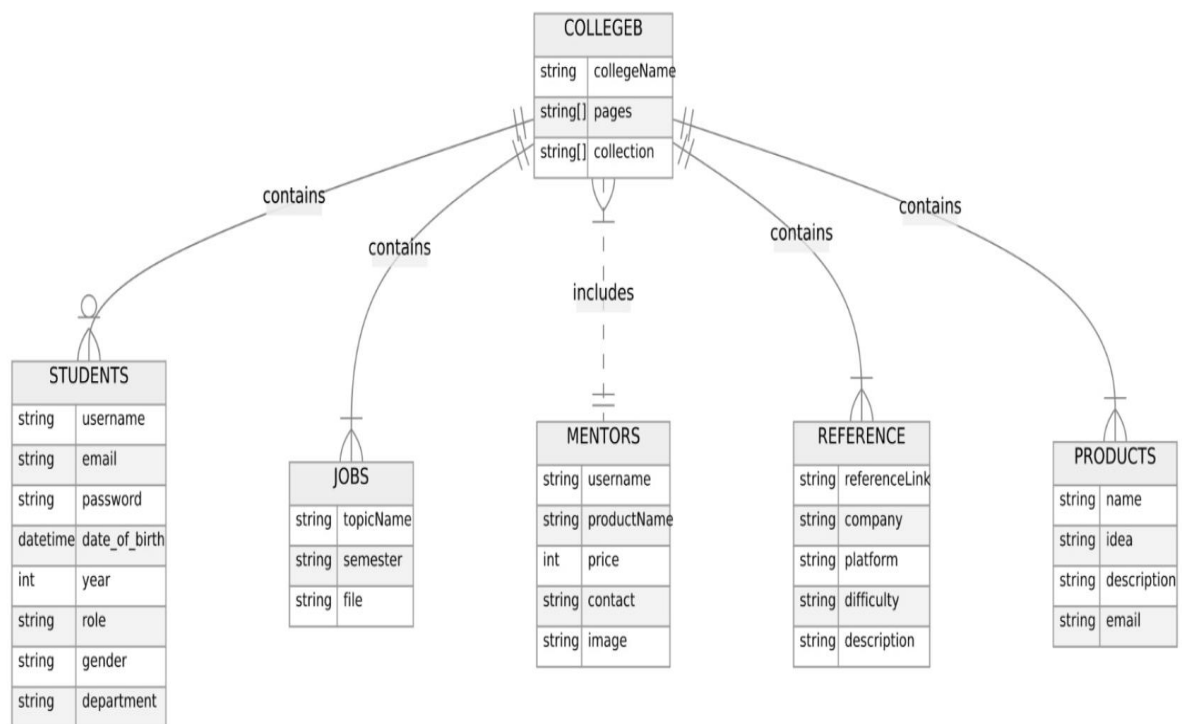 COLLEGEB
string collegeName
string[] pages
string[] collection
contains
contains
includes
contains
contains
STUDENTS
string username
string email
string password
datetime date_of_birth
int year
string role
string gender
string department
JOBS
string topicName
string semester
string file
MENTORS
string username
string productName
int price
string contact
string image
REFERENCE
string referenceLink
string company
string platform
string difficulty
string description
PRODUCTS
string name
string idea
string description
string email